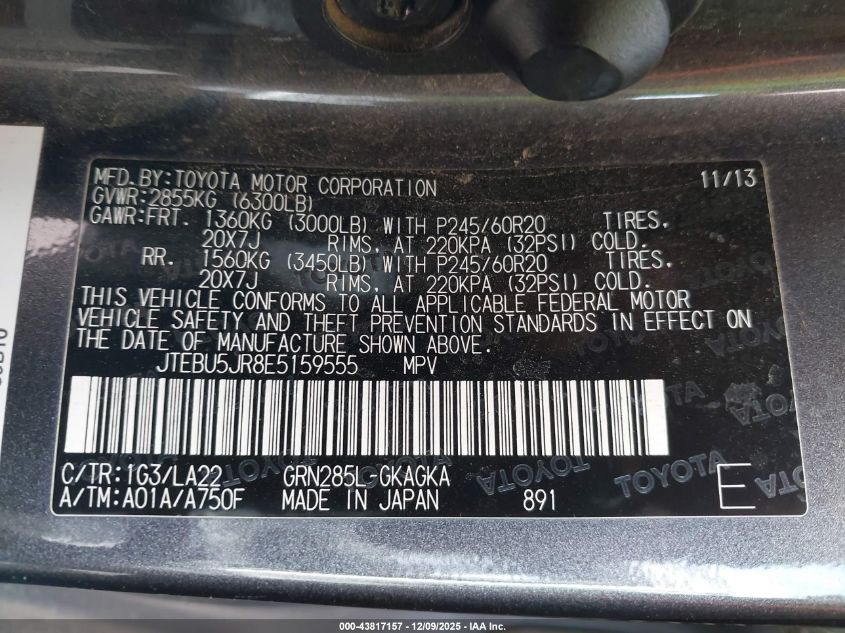 MFD.BY:TOYOTA MOTOR CORPORATION 11/13
GVWR:2855KG (6300LB)
GAWR:FRT. 1360KG (3000LB) WITH P245/60R20 TIRES.
20X7J RIMS. AT 220KPA (32PSI) COLD.
RR. 1560KG (3450LB) WITH P245/60R20 TIRES.
20X7J RIMS. AT 220KPA (32PSI) COLD.
THIS VEHICLE CONFORMS TO ALL APPLICABLE FEDERAL MOTOR
VEHICLE SAFETY AND THEFT PREVENTION STANDARDS IN EFFECT ON
THE DATE OF MANUFACTURE SHOWN ABOVE.
JTEBU5JR8E5159555 MPV
C/TR:1G3/LA22 GRN285L-GKAGKA
A/TM:A01A/A750F MADE IN JAPAN 891 E
TOYOTA
000-43817157 - 12/09/2025 - IAA Inc.